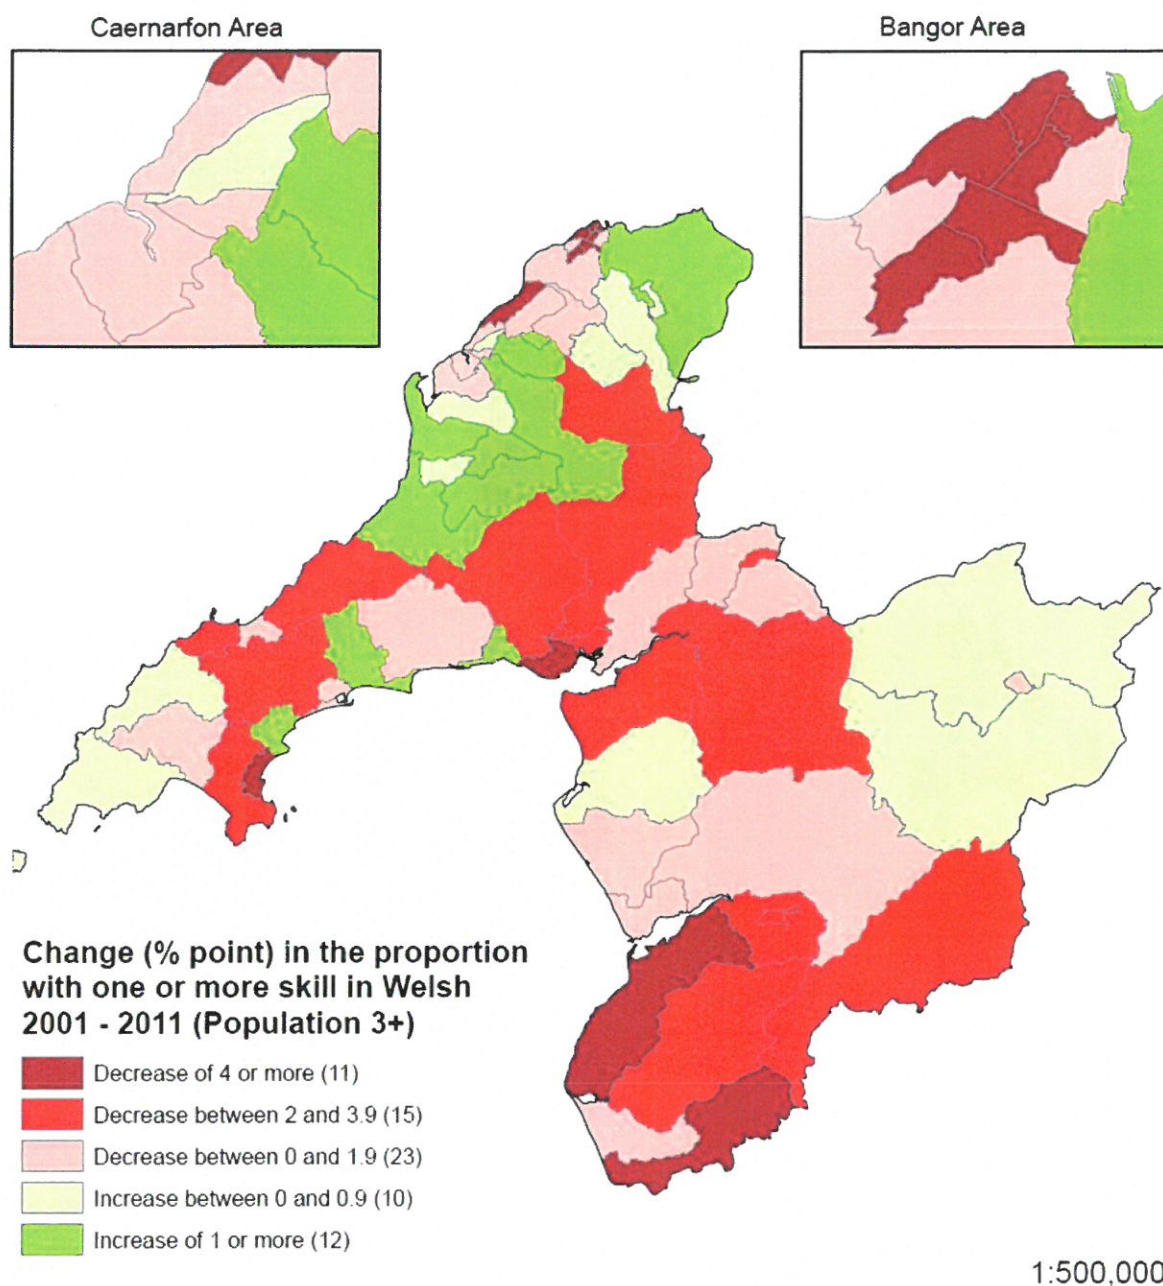 Caernarfon Area
Bangor Area
Change (% point) in the proportion
with one or more skill in Welsh
2001 - 2011 (Population 3+)
Decrease of 4 or more (11)
Decrease between 2 and 3.9 (15)
Decrease between 0 and 1.9 (23)
Increase between 0 and 0.9 (10)
Increase of 1 or more (12)
1:500,000